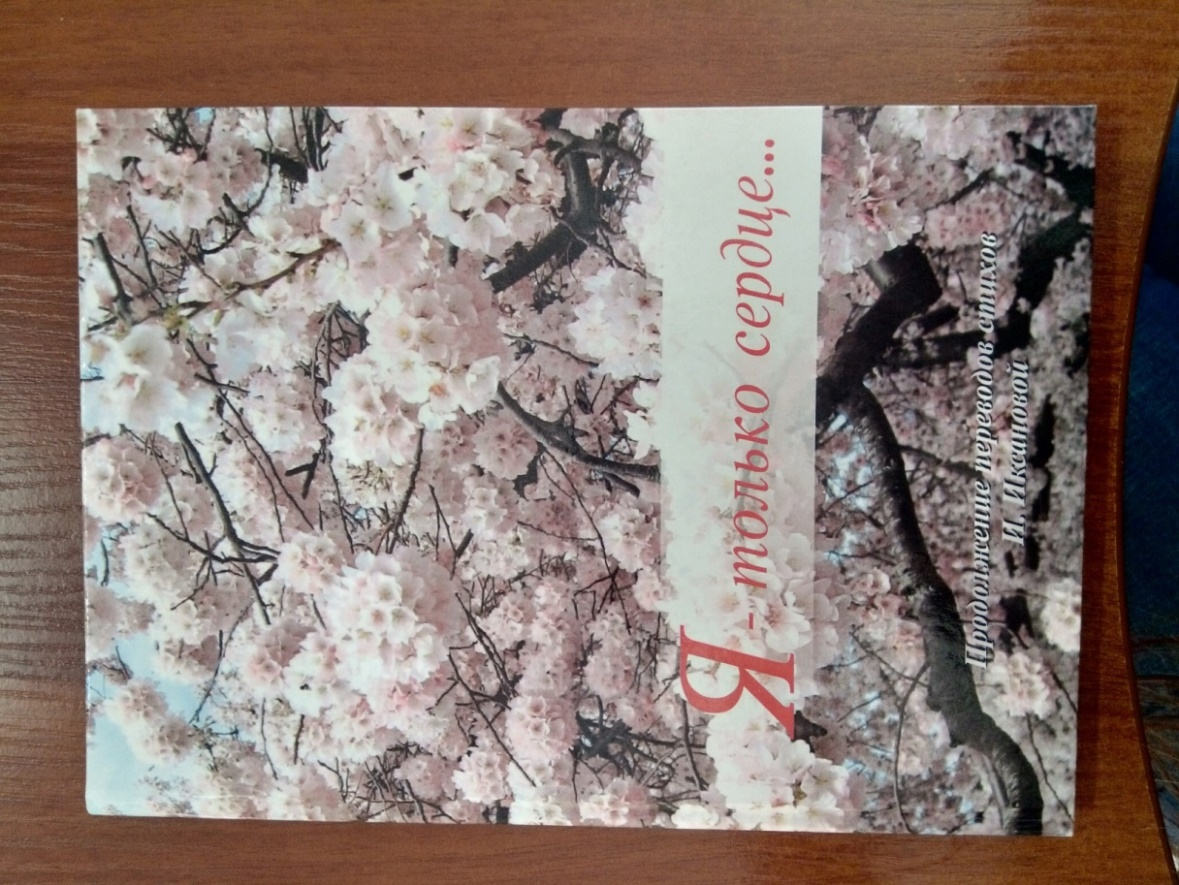 Я - только сердце...
Продолжение переводов стихов
И. Иксановой